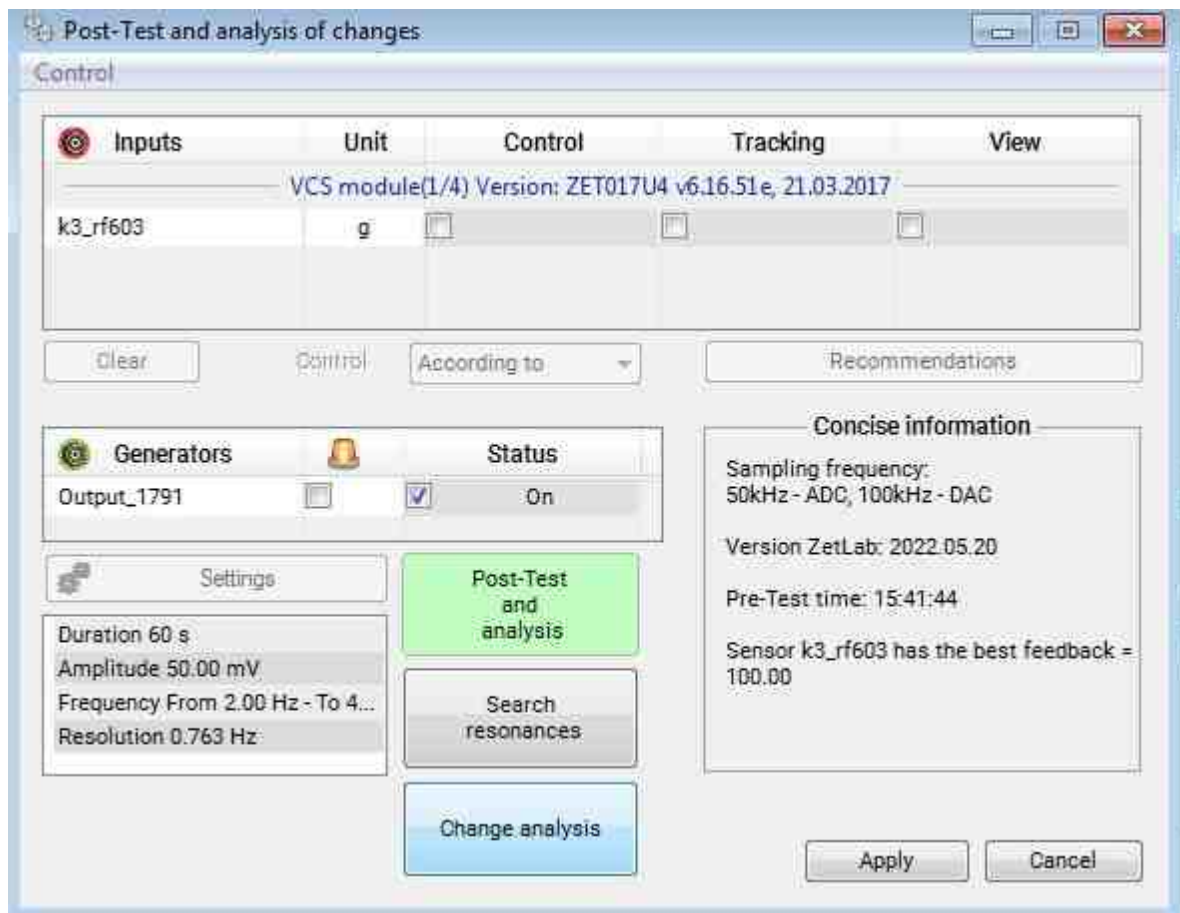 Post-Test and analysis of changes
Control
Inputs Unit Control Tracking View
VCS module(1/4) Version: ZET017U4 v6.16.51e, 21.03.2017
k3_rf603 g
Clear Control According to Recommendations
Generators Status
Output_1791 On
Settings
Duration 60 s
Amplitude 50.00 mV
Frequency From 2.00 Hz - To 4...
Resolution 0.763 Hz
Post-Test
and
analysis
Search
resonances
Change analysis
Concise information
Sampling frequency:
50kHz - ADC, 100kHz - DAC
Version ZetLab: 2022.05.20
Pre-Test time: 15:41:44
Sensor k3_rf603 has the best feedback =
100.00
Apply Cancel